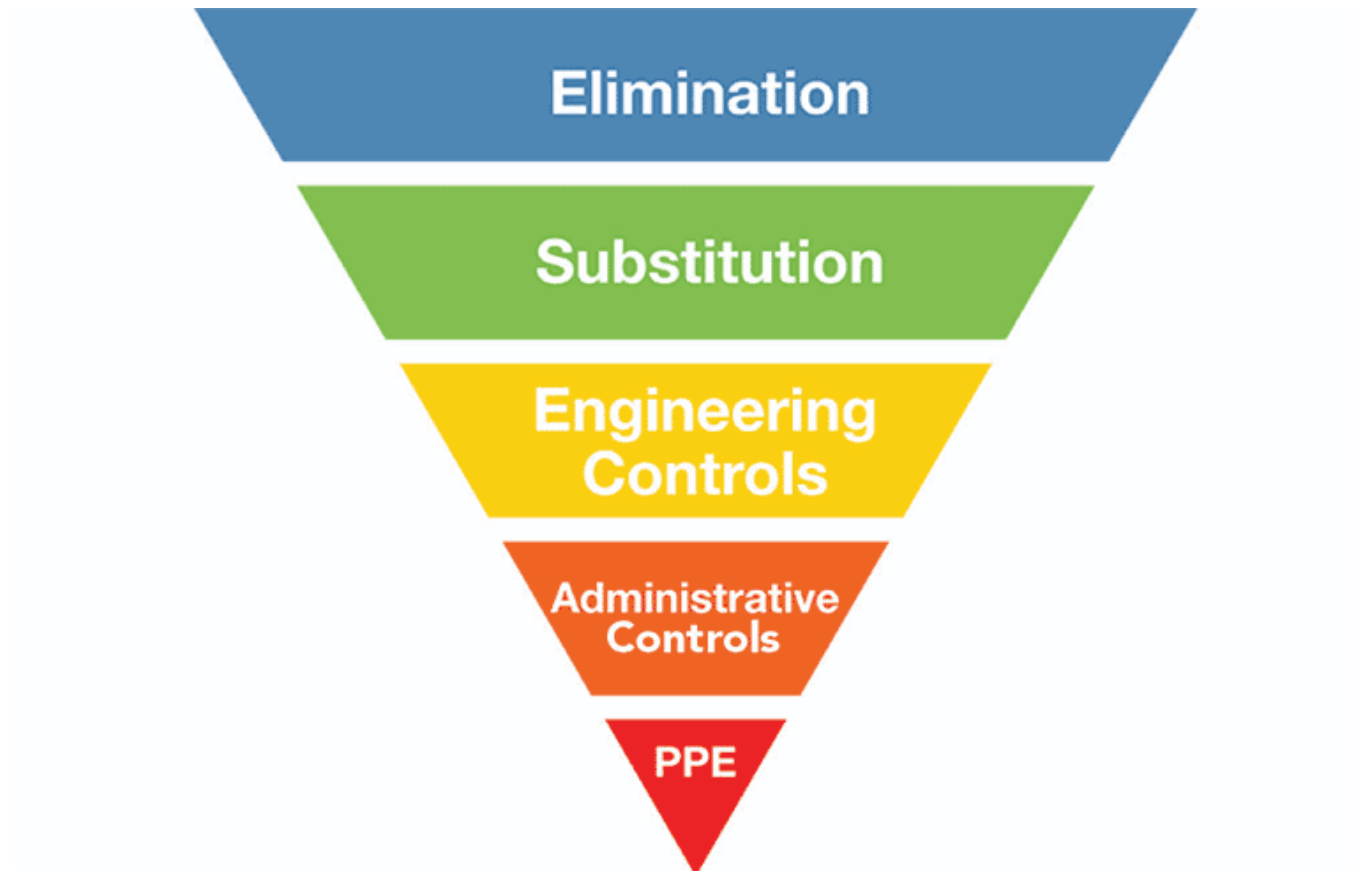 Elimination
Substitution
Engineering
Controls
Administrative
Controls
PPE